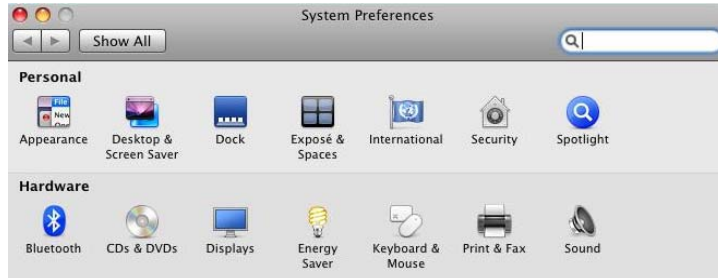 System Preferences
Show All
Personal
Appearance
Desktop &
Screen Saver
Dock
Exposé &
Spaces
International
Security
Spotlight
Hardware
Bluetooth
CDs & DVDs
Displays
Energy
Saver
Keyboard &
Mouse
Print & Fax
Sound